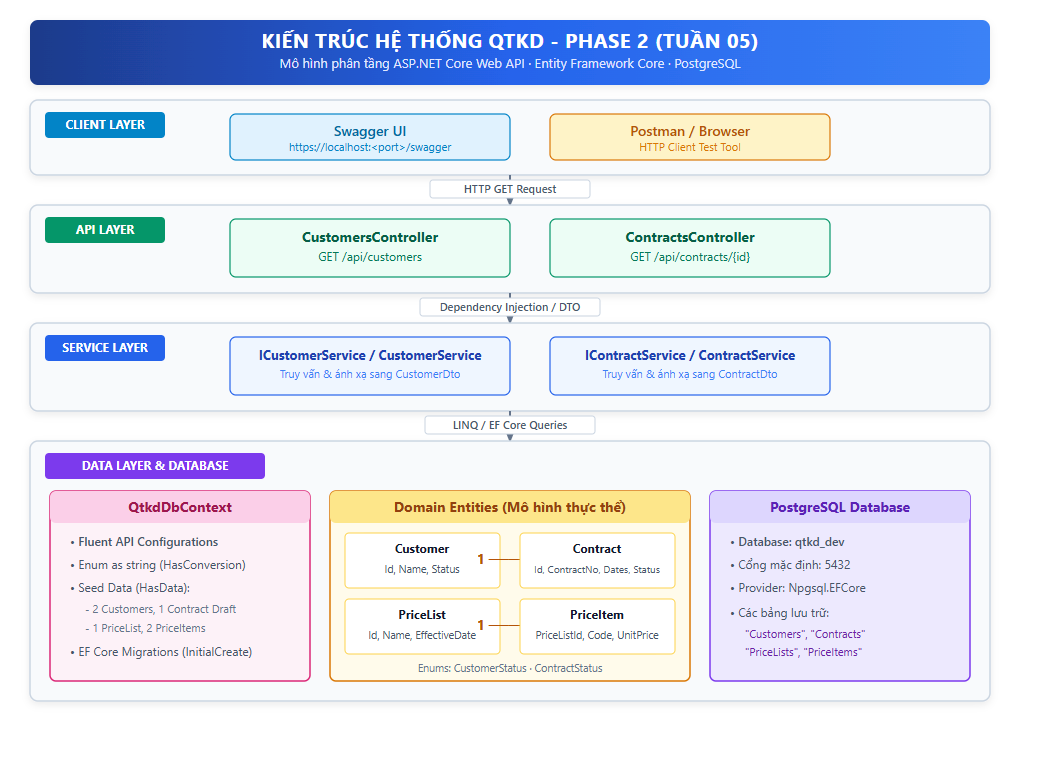 KIẾN TRÚC HỆ THỐNG QTKD - PHASE 2 (TUẦN 05)
Mô hình phân tầng ASP.NET Core Web API · Entity Framework Core · PostgreSQL
CLIENT LAYER
Swagger UI
https://localhost:<port>/swagger
Postman / Browser
HTTP Client Test Tool
HTTP GET Request
API LAYER
CustomersController
GET /api/customers
ContractsController
GET /api/contracts/{id}
Dependency Injection / DTO
SERVICE LAYER
ICustomerService / CustomerService
Truy vấn & ánh xạ sang CustomerDto
IContractService / ContractService
Truy vấn & ánh xạ sang ContractDto
LINQ / EF Core Queries
DATA LAYER & DATABASE
QtkdDbContext
• Fluent API Configurations
• Enum as string (HasConversion)
• Seed Data (HasData):
- 2 Customers, 1 Contract Draft
- 1 PriceList, 2 PriceItems
• EF Core Migrations (InitialCreate)
Domain Entities (Mô hình thực thể)
Customer
Id, Name, Status
1
Contract
Id, ContractNo, Dates, Status
PriceList
Id, Name, EffectiveDate
1
PriceItem
PriceListId, Code, UnitPrice
Enums: CustomerStatus · ContractStatus
PostgreSQL Database
• Database: qtkd_dev
• Cổng mặc định: 5432
• Provider: Npgsql.EFCore
• Các bảng lưu trữ:
"Customers", "Contracts"
"PriceLists", "PriceItems"